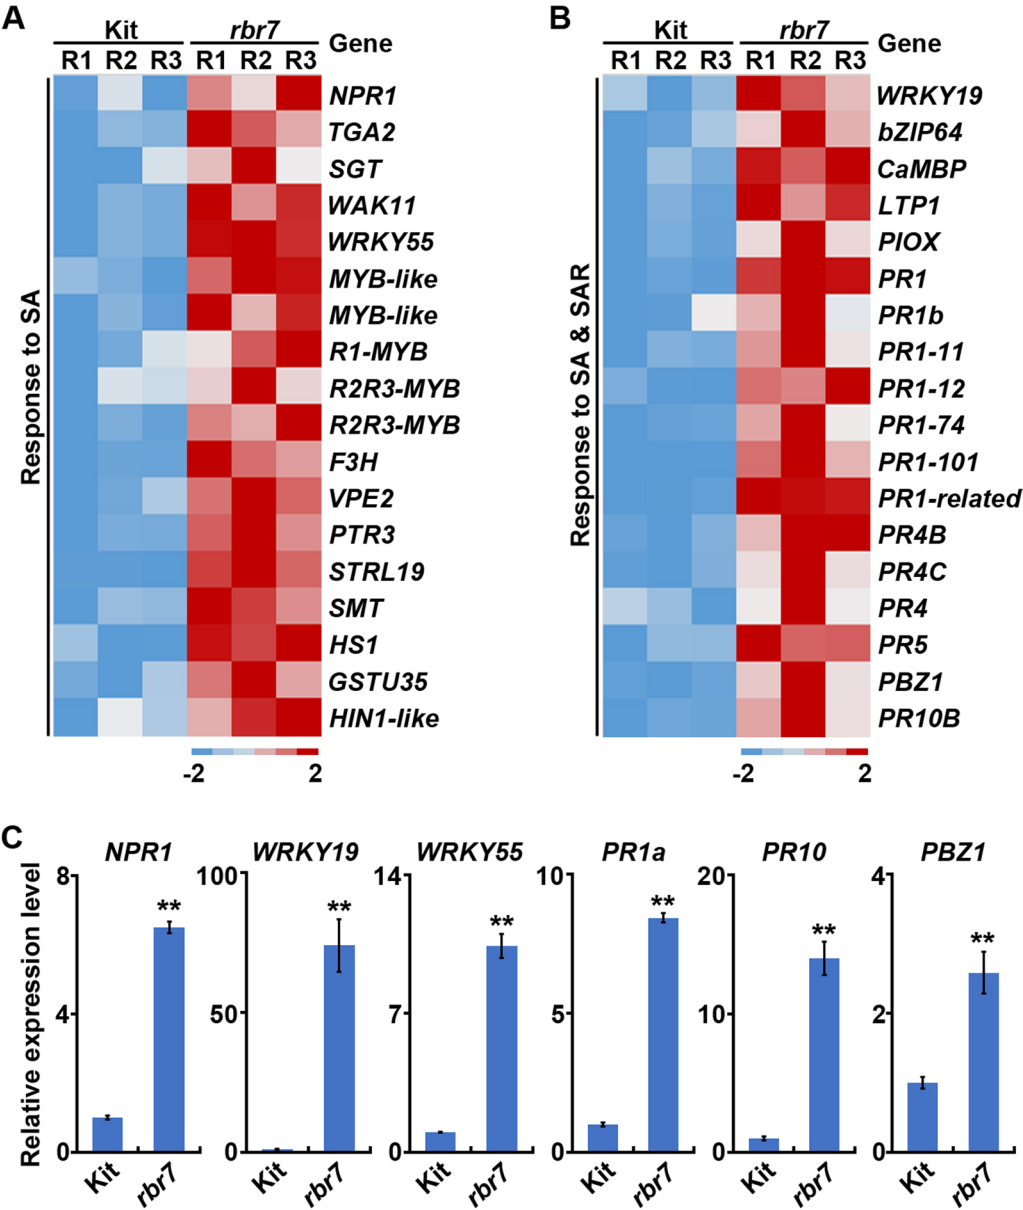 A
Kit rbr7
R1 R2 R3 R1 R2 R3 Gene
Response to SA
NPR1
TGA2
SGT
WAK11
WRKY55
MYB-like
MYB-like
R1-MYB
R2R3-MYB
R2R3-MYB
F3H
VPE2
PTR3
STRL19
SMT
HS1
GSTU35
HIN1-like
-2 2
B
Kit rbr7
R1 R2 R3 R1 R2 R3 Gene
Response to SA & SAR
WRKY19
bZIP64
CaMBP
LTP1
PIOX
PR1
PR1b
PR1-11
PR1-12
PR1-74
PR1-101
PR1-related
PR4B
PR4C
PR4
PR5
PBZ1
PR10B
-2 2
C
Relative expression level
NPR1
8
4
0
**
Kit rbr7
WRKY19
100
50
0
**
Kit rbr7
WRKY55
14
7
0
**
Kit rbr7
PR1a
10
5
0
**
Kit rbr7
PR10
20
10
0
**
Kit rbr7
PBZ1
4
2
0
**
Kit rbr7